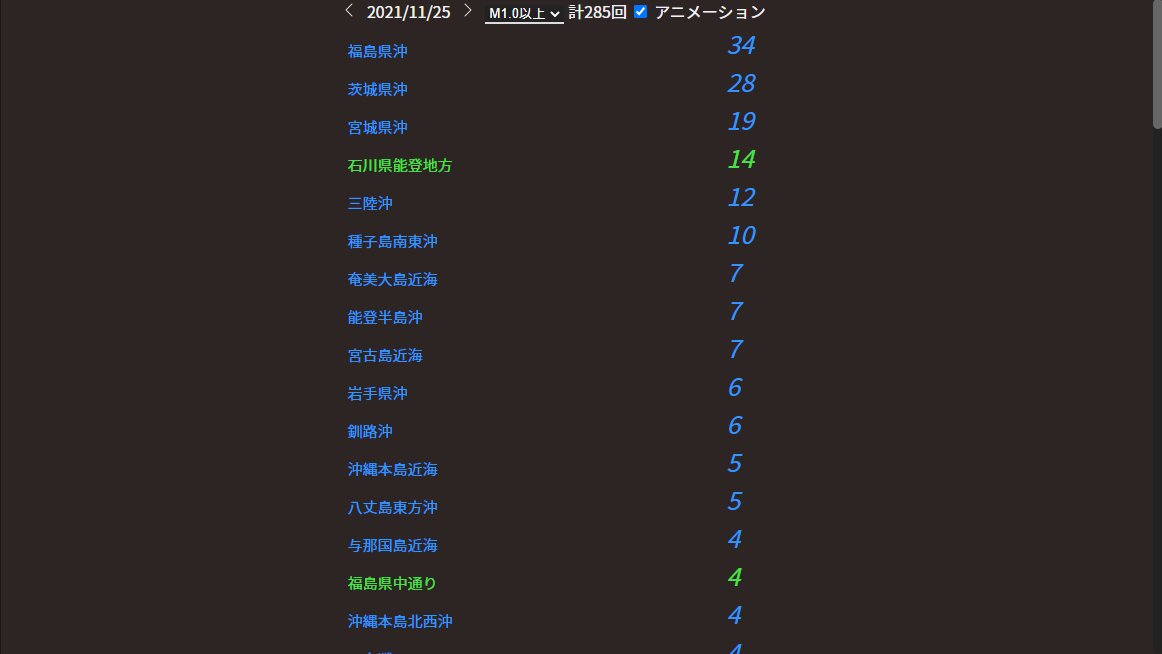 2021/11/25 M1.0以上 計285回 アニメーション
福島県沖 34
茨城県沖 28
宮城県沖 19
石川県能登地方 14
三陸沖 12
種子島南東沖 10
奄美大島近海 7
能登半島沖 7
宮古島近海 7
岩手県沖 6
釧路沖 6
沖縄本島近海 5
八丈島東方沖 5
与那国島近海 4
福島県中通り 4
沖縄本島北西沖 4
4